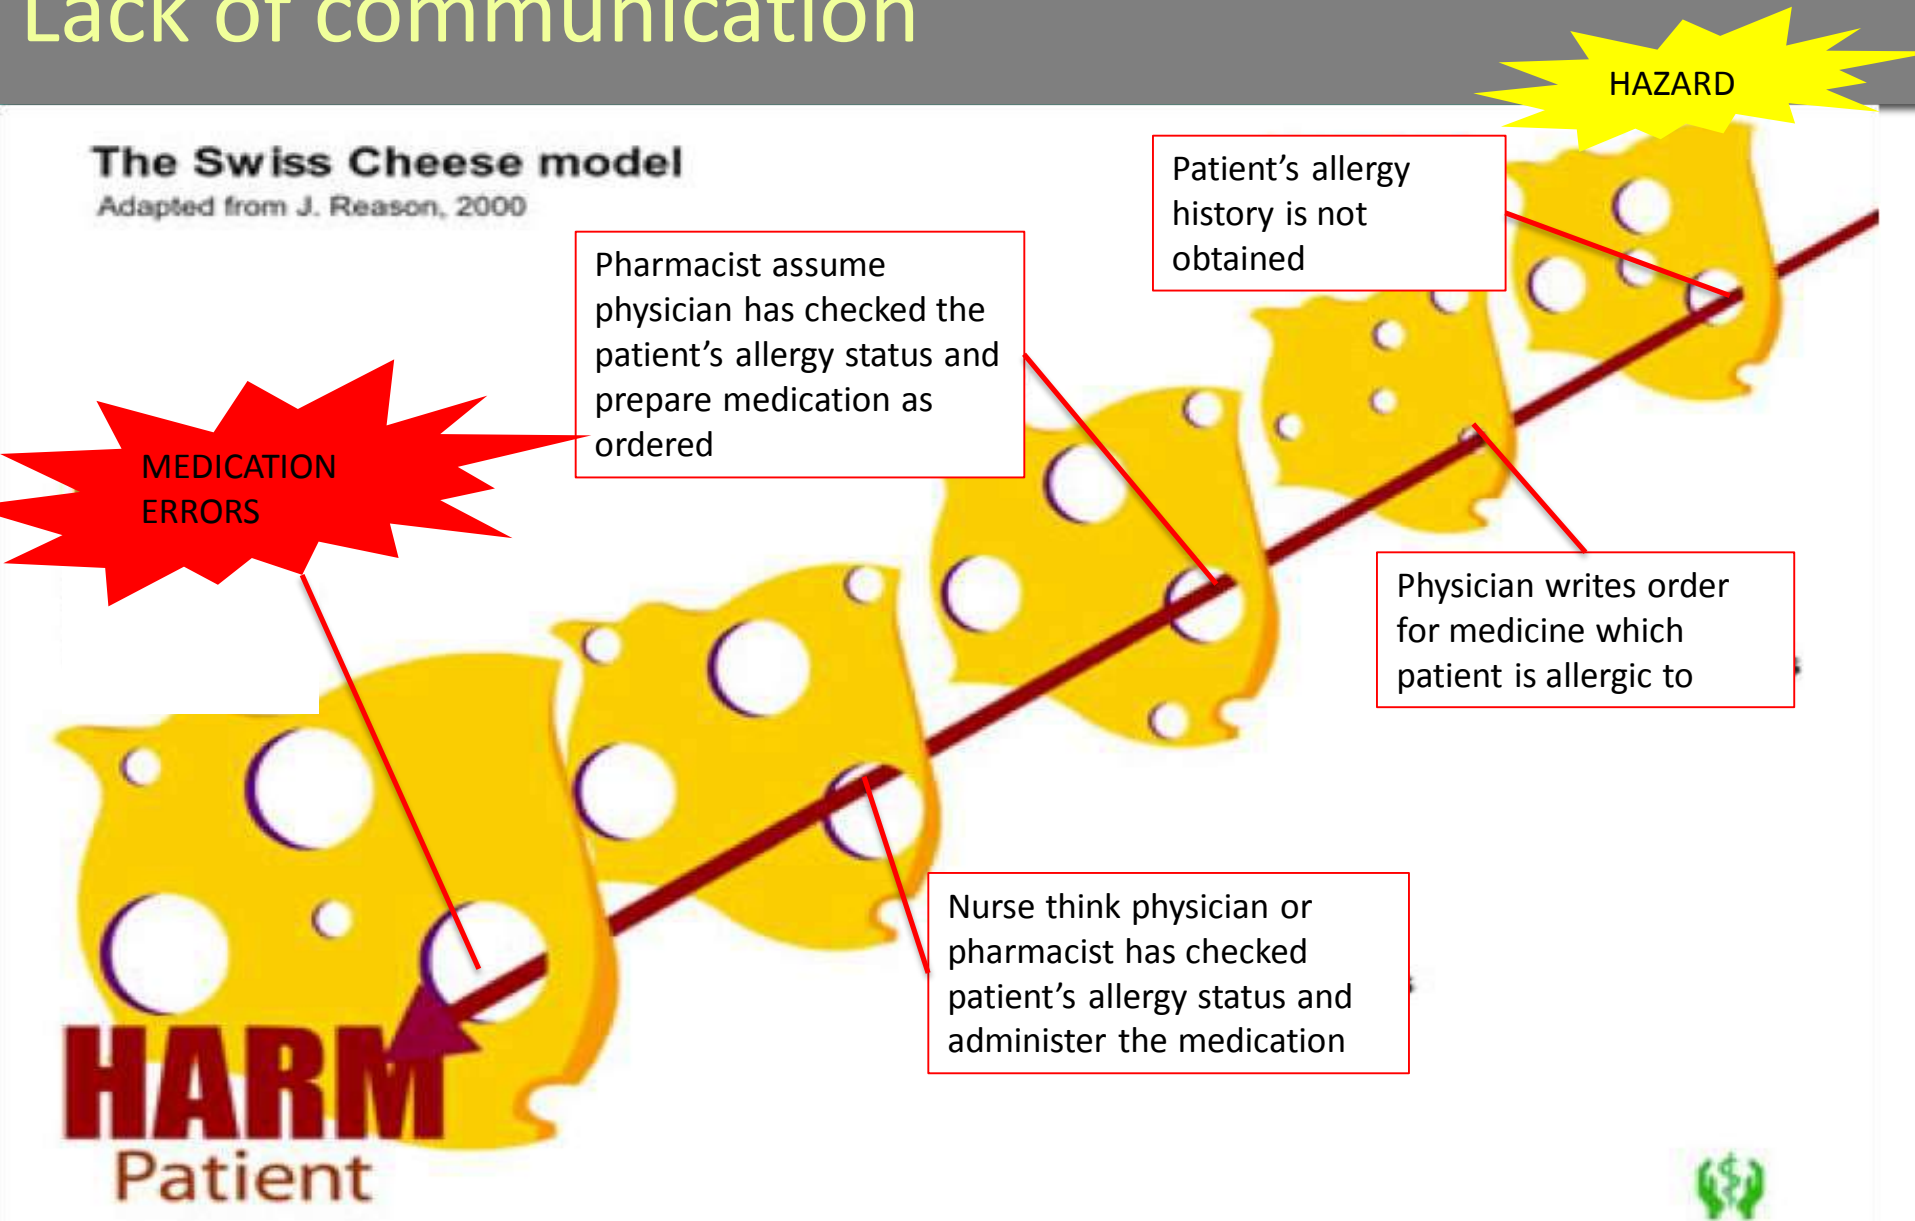 Lack of communication
HAZARD
The Swiss Cheese model
Adapted from J. Reason, 2000
Patient’s allergy
history is not
obtained
Pharmacist assume
physician has checked the
patient’s allergy status and
prepare medication as
ordered
MEDICATION
ERRORS
Physician writes order
for medicine which
patient is allergic to
Nurse think physician or
pharmacist has checked
patient’s allergy status and
administer the medication
HARM
Patient